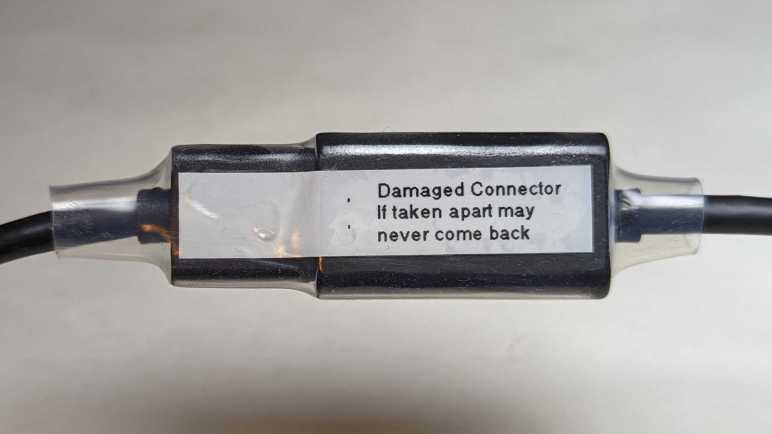 Damaged Connector
If taken apart may
never come back